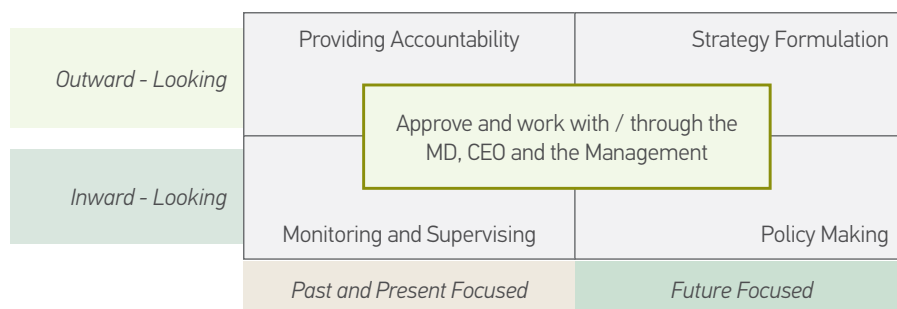 Providing Accountability
Strategy Formulation
Outward - Looking
Approve and work with / through the
MD, CEO and the Management
Inward - Looking
Monitoring and Supervising
Policy Making
Past and Present Focused
Future Focused